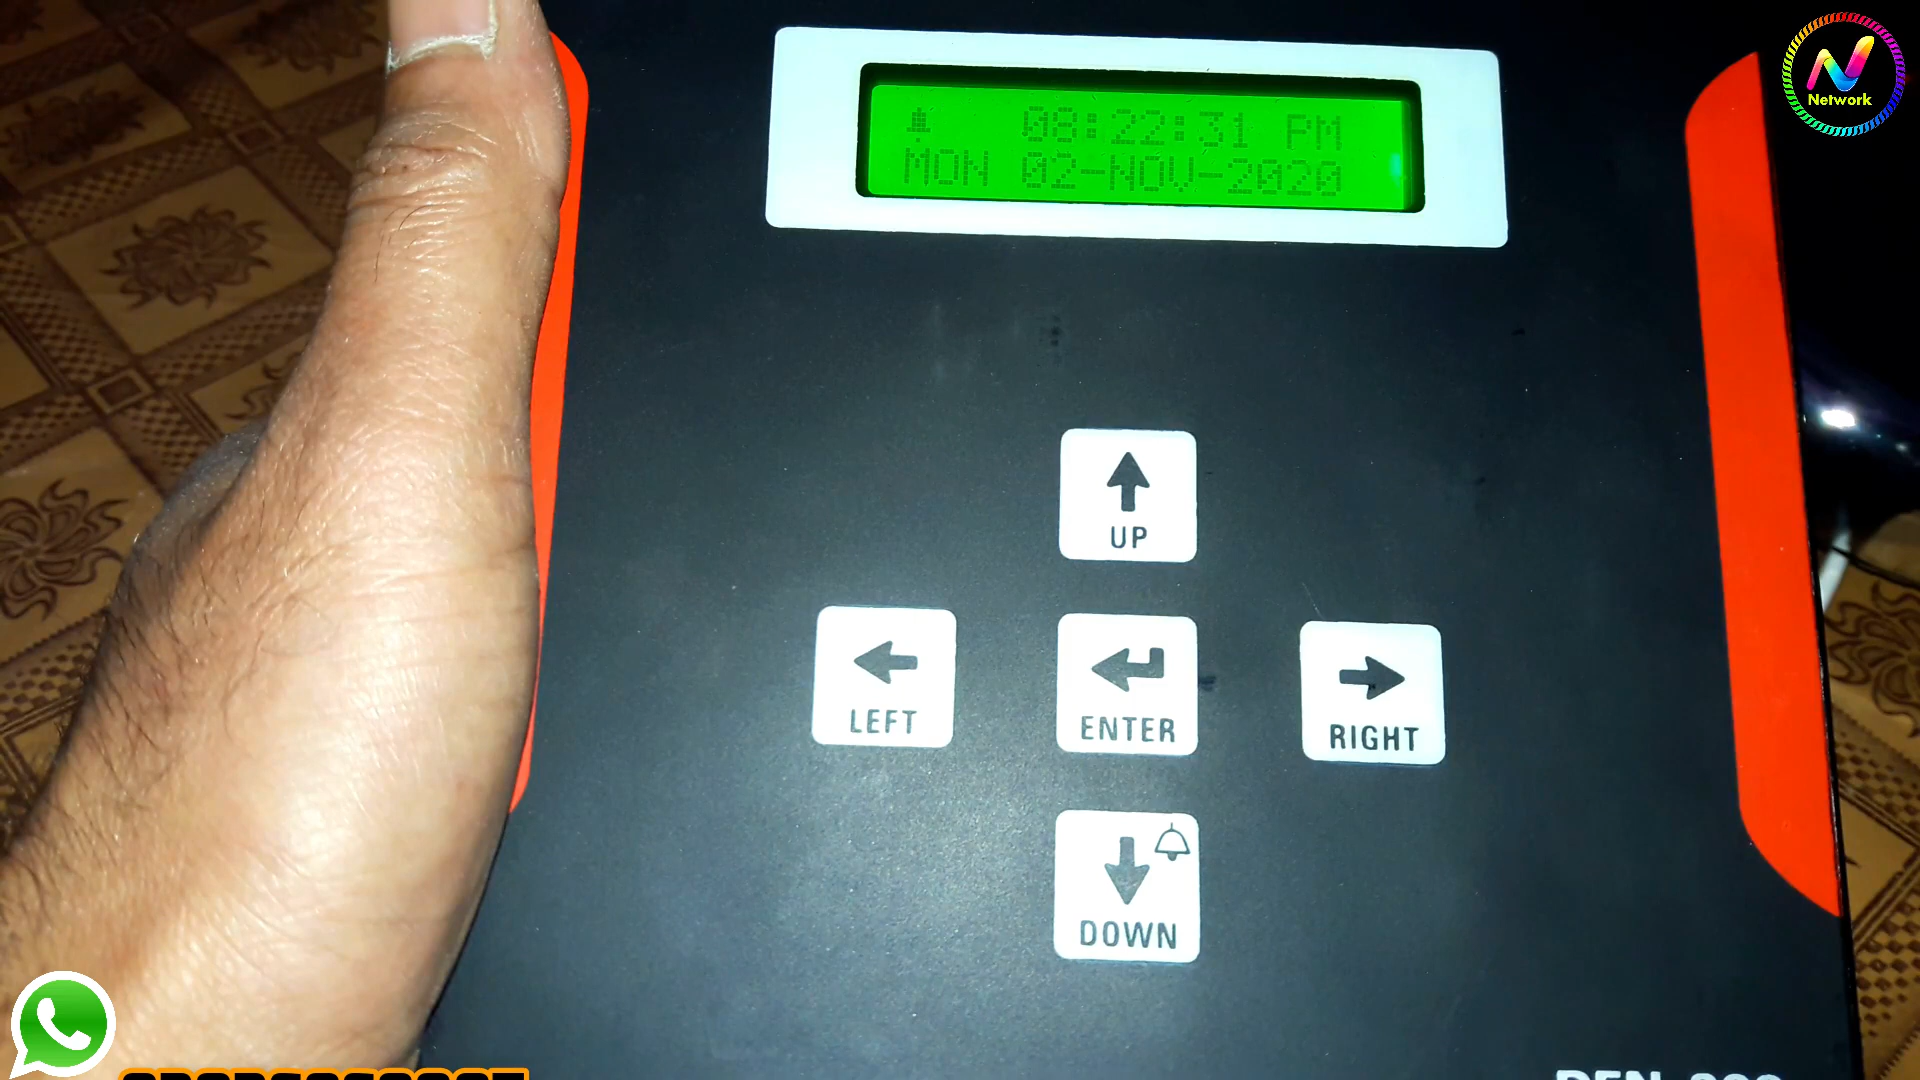 Network
08:22:31 PM
MON 02-NOV-2020
UP
LEFT
ENTER
RIGHT
DOWN